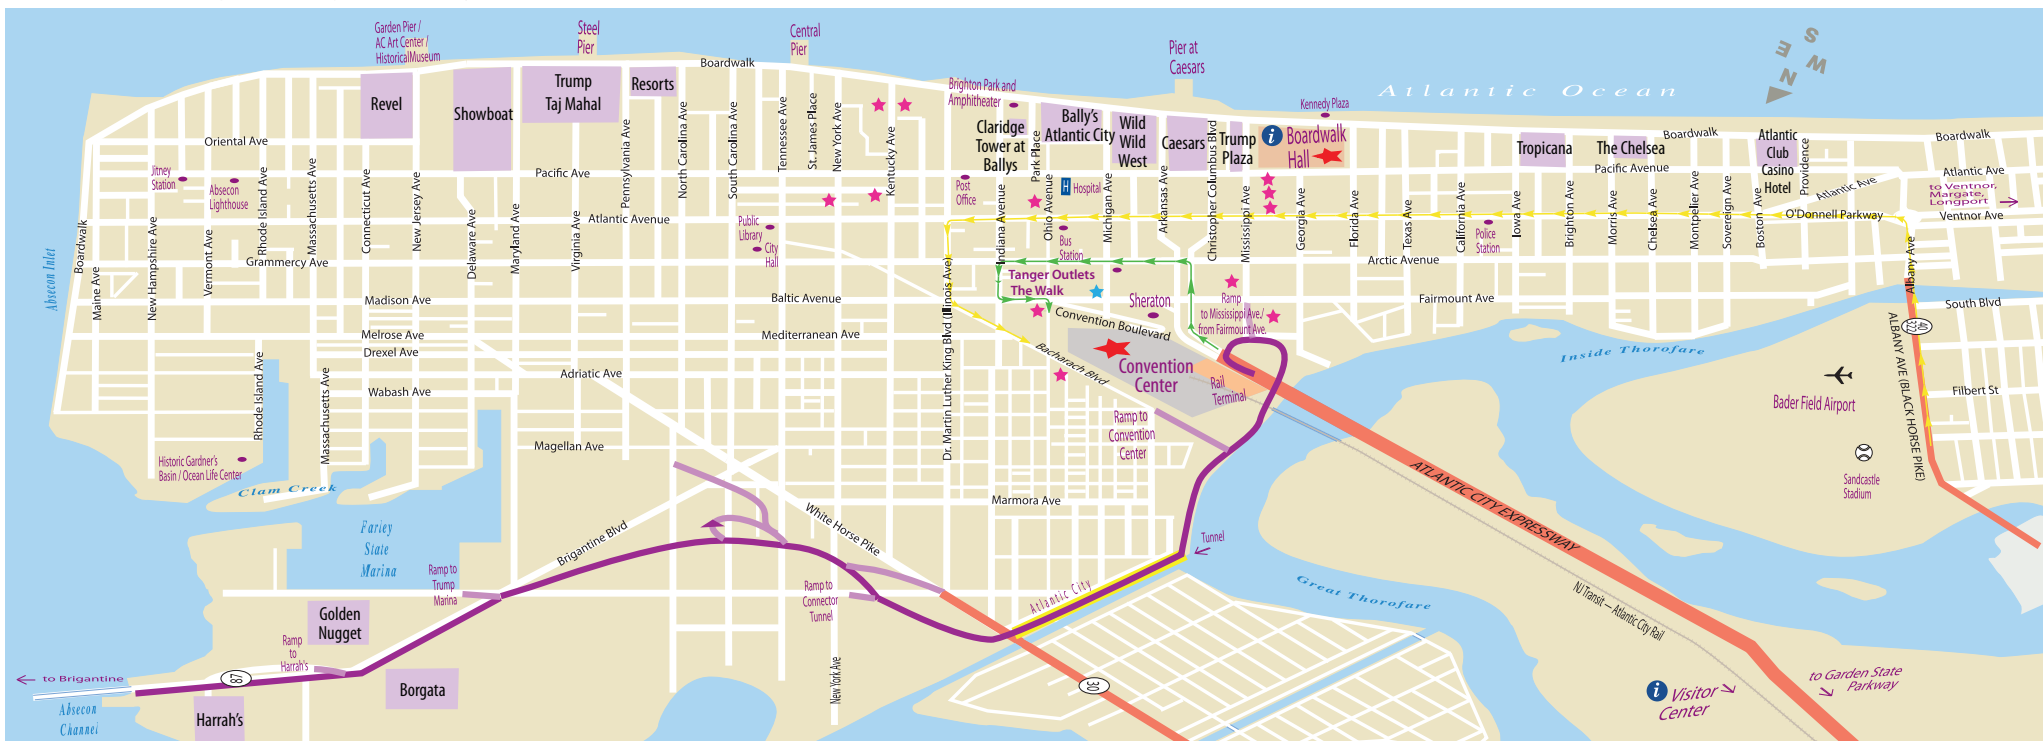 Garden Pier /
AC Art Center /
HistoricalMuseum
Steel
Pier
Central
Pier
Pier at
Caesars
Boardwalk
Atlantic Ocean
N
E
S
W
Revel
Showboat
Trump
Taj Mahal
Resorts
Brighton Park and
Amphitheater
Claridge
Tower at
Ballys
Bally's
Atlantic City
Wild
Wild
West
Caesars
Trump
Plaza
i
Boardwalk
Hall
Kennedy Plaza
Tropicana
The Chelsea
Boardwalk
Atlantic
Club
Casino
Hotel
Boardwalk
Oriental Ave
Pacific Ave
Pacific Avenue
Atlantic Ave
Atlantic Ave
to Ventnor,
Margate,
Longport
Ventnor Ave
O'Donnell Parkway
Jitney
Station
Absecon
Lighthouse
Atlantic Avenue
Public
Library
City
Hall
Post
Office
H
Hospital
Bus
Station
Police
Station
Grammercy Ave
Arctic Avenue
Madison Ave
Baltic Avenue
Fairmount Ave
Melrose Ave
Mediterranean Ave
Drexel Ave
Adriatic Ave
Wabash Ave
Magellan Ave
Marmora Ave
Absecon Inlet
Boardwalk
Maine Ave
New Hampshire Ave
Vermont Ave
Rhode Island Ave
Massachusetts Ave
Connecticut Ave
New Jersey Ave
Delaware Ave
Maryland Ave
Virginia Ave
Pennsylvania Ave
North Carolina Ave
South Carolina Ave
Tennessee Ave
St. James Place
New York Ave
Kentucky Ave
Dr. Martin Luther King Blvd (Illinois Ave)
Indiana Avenue
Park Place
Ohio Avenue
Michigan Ave
Arkansas Ave
Christopher Columbus Blvd
Mississippi Ave
Georgia Ave
Florida Ave
Texas Ave
California Ave
Iowa Ave
Brighton Ave
Morris Ave
Chelsea Ave
Montpelier Ave
Sovereign Ave
Boston Ave
Providence
Albany Ave
Rhode Island Ave
Massachusetts Ave
Tanger Outlets
The Walk
Sheraton
Ramp
to Mississippi Ave./
from Fairmount Ave.
Convention Boulevard
Bacharach Blvd
Convention
Center
Rail
Terminal
Ramp to
Convention
Center
Inside Thorofare
Bader Field Airport
40
322
ALBANY AVE (BLACK HORSE PIKE)
South Blvd
Filbert St
Sandcastle
Stadium
ATLANTIC CITY EXPRESSWAY
NJ Transit — Atlantic City Rail
Historic Gardner's
Basin / Ocean Life Center
Clam Creek
Farley
State
Marina
Brigantine Blvd
White Horse Pike
Tunnel
Great Thorofare
Ramp to
Trump
Marina
Ramp to
Connector
Tunnel
Atlantic City
Golden
Nugget
Ramp
to
Harrah's
87
to Brigantine
Absecon
Channel
Harrah's
Borgata
New York Ave
30
i
Visitor
Center
to Garden State
Parkway